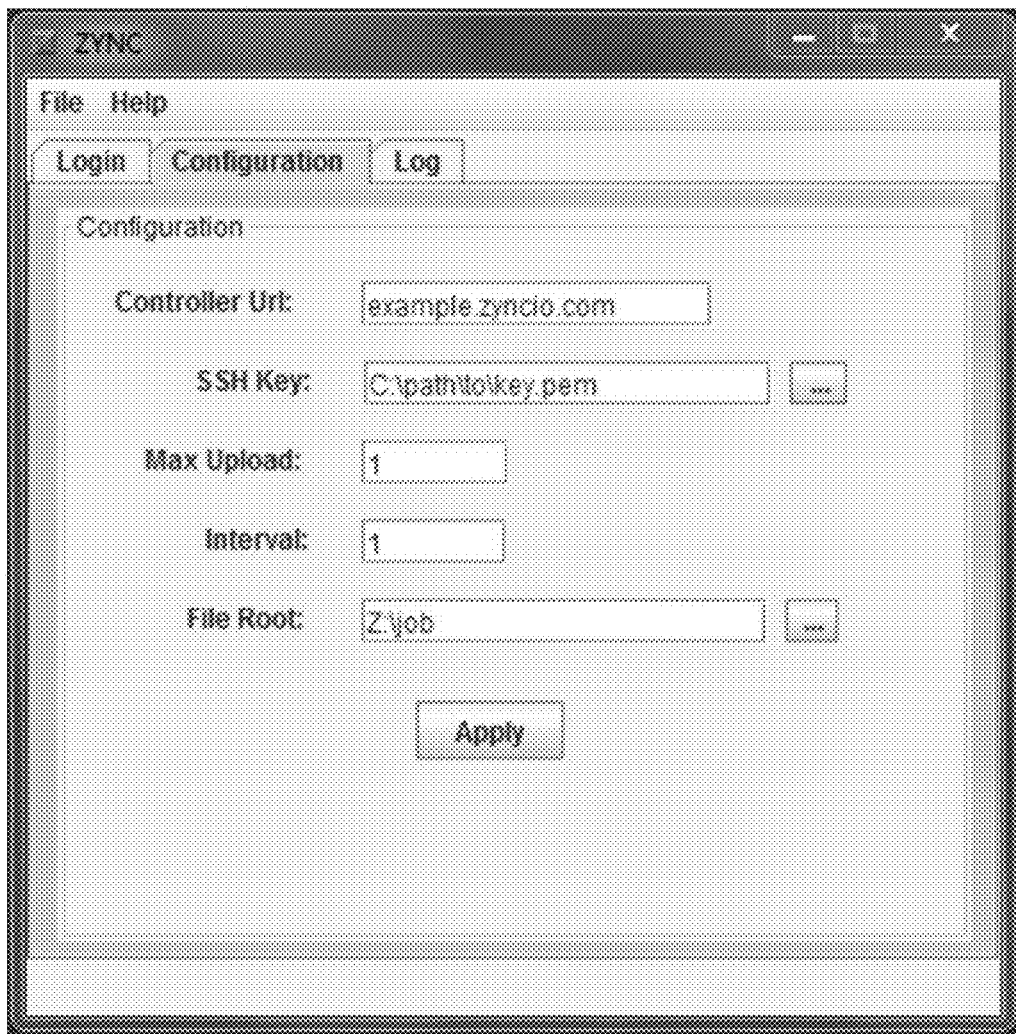 ZYNC
File Help
Login Configuration Log
Configuration
Controller Url: example.zyncio.com
SSH Key: C:\path\to\key.pem ...
Max Upload: 1
Interval: 1
File Root: Z:\job ...
Apply